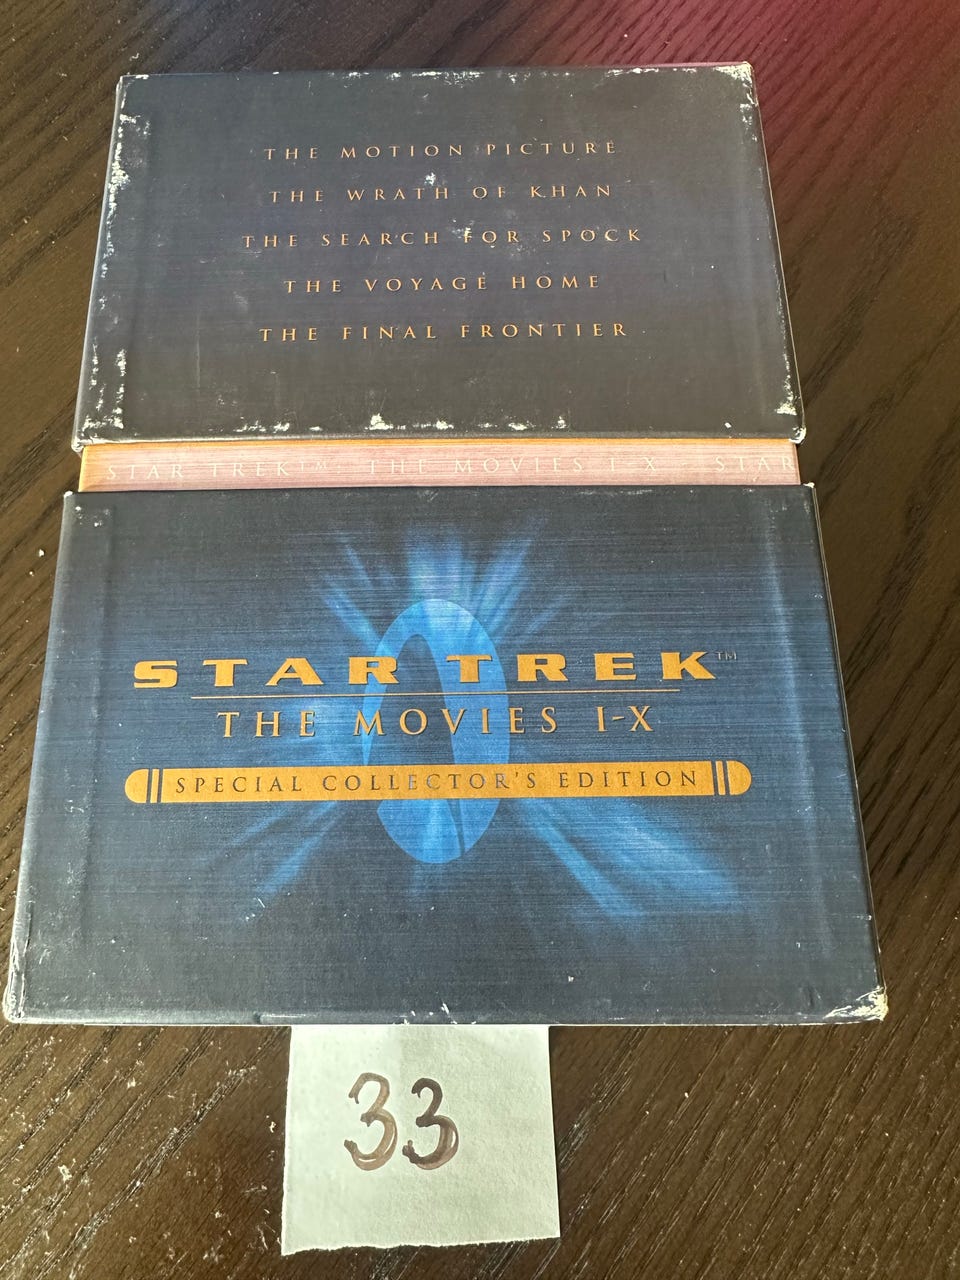 THE MOTION PICTURE
THE WRATH OF KHAN
THE SEARCH FOR SPOCK
THE VOYAGE HOME
THE FINAL FRONTIER
STAR TREK™: THE MOVIES I-X · STAR
STAR TREK™
THE MOVIES I-X
SPECIAL COLLECTOR'S EDITION
33